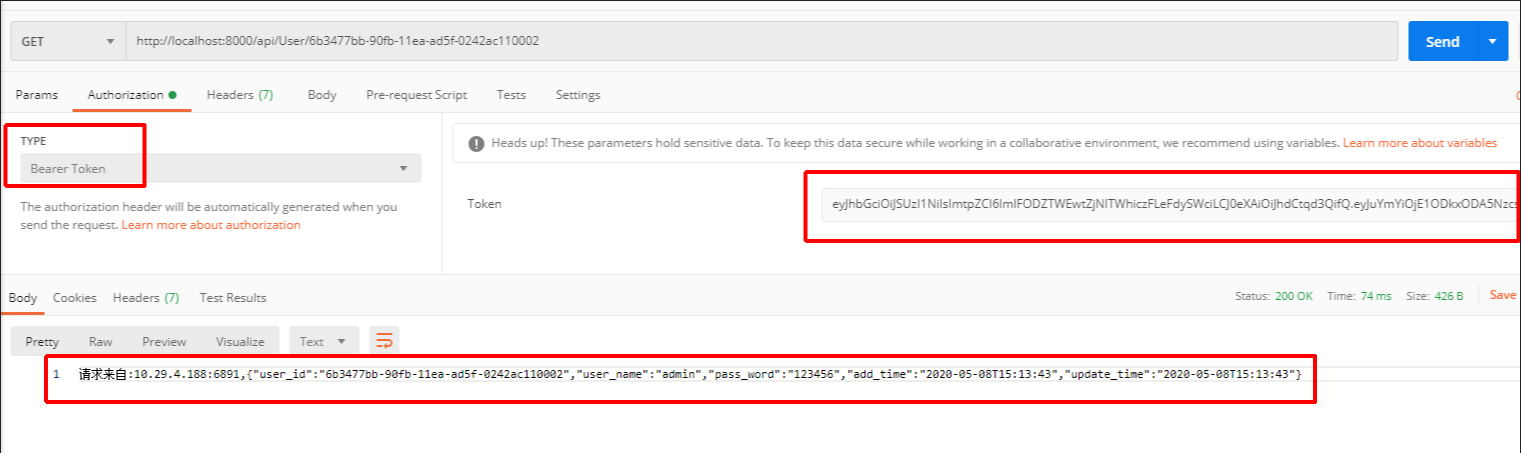 GET http://localhost:8000/api/User/6b3477bb-90fb-11ea-ad5f-0242ac110002 Send
Params Authorization Headers (7) Body Pre-request Script Tests Settings
TYPE
Bearer Token
The authorization header will be automatically generated when you
send the request. Learn more about authorization
Heads up! These parameters hold sensitive data. To keep this data secure while working in a collaborative environment, we recommend using variables. Learn more about variables
Token
Body Cookies Headers (7) Test Results Status: 200 OK Time: 74 ms Size: 426 B Save
Pretty Raw Preview Visualize Text
1 请求来自:10.29.4.188:6891,{"user_id":"6b3477bb-90fb-11ea-ad5f-0242ac110002","user_name":"admin","pass_word":"123456","add_time":"2020-05-08T15:13:43","update_time":"2020-05-08T15:13:43"}